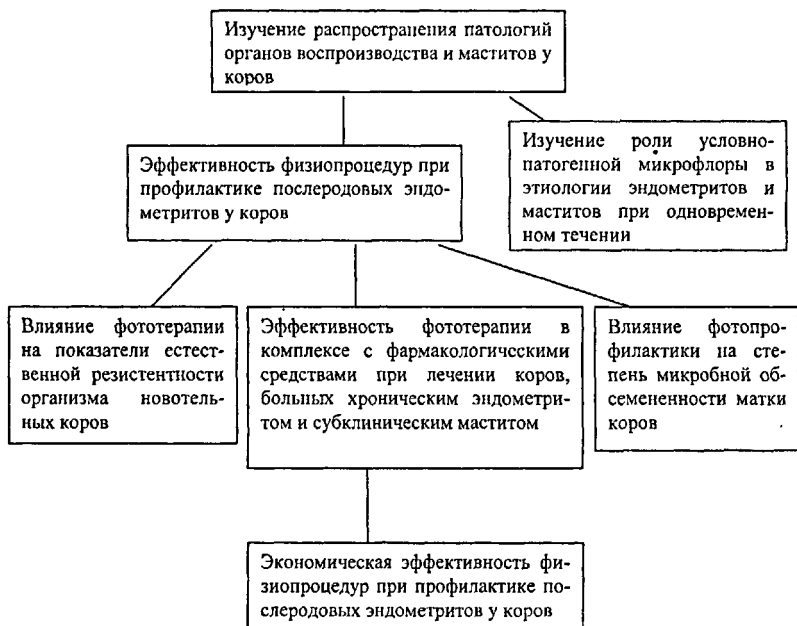 Изучение распространения патологий
органов воспроизводства и маститов у
коров
Изучение роли условно-
патогенной микрофлоры в
этиологии эндометритов и
маститов при одновремен-
ном течении
Эффективность физиопроцедур при
профилактике послеродовых эндо-
метритов у коров
Влияние фототерапии
на показатели естест-
венной резистентности
организма новотель-
ных коров
Эффективность фототерапии в
комплексе с фармакологическими
средствами при лечении коров,
больных хроническим эндометри-
том и субклиническим маститом
Влияние фотопро-
филактики на сте-
пень микробной об-
семененности матки
коров
Экономическая эффективность фи-
зиопроцедур при профилактике по-
слеродовых эндометритов у коров